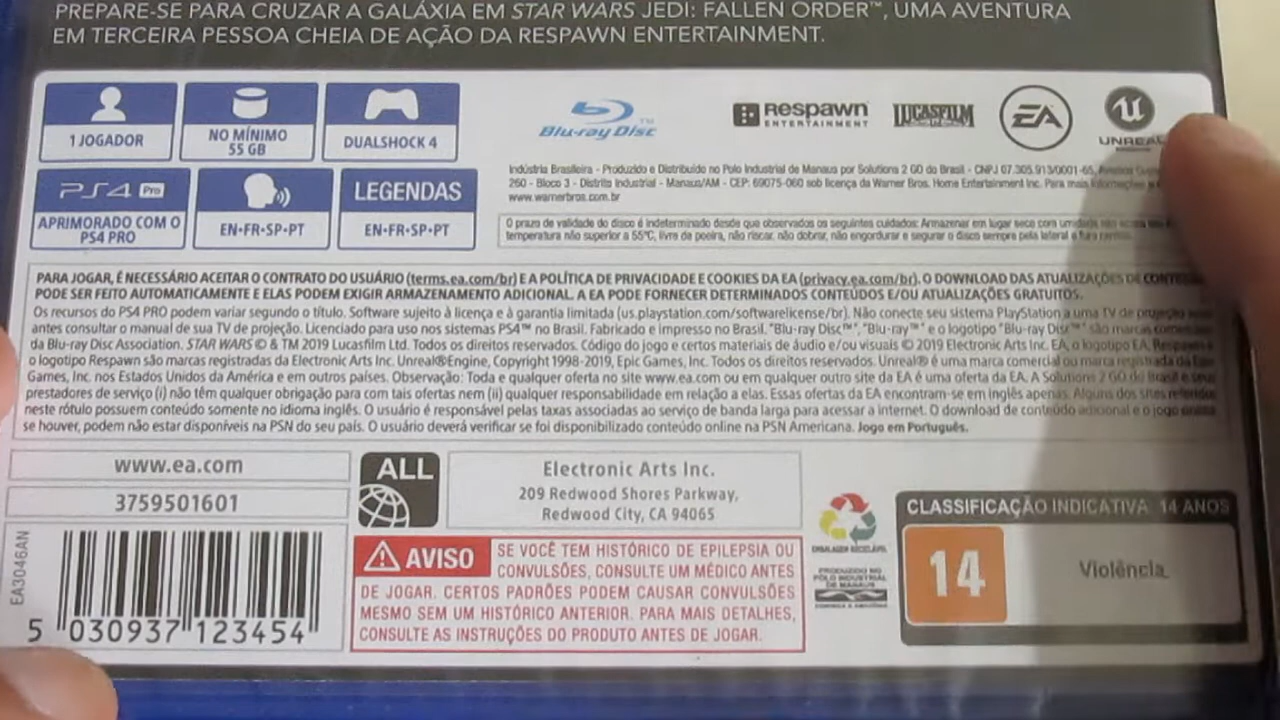 PREPARE-SE PARA CRUZAR A GALÁXIA EM STAR WARS JEDI: FALLEN ORDER™, UMA AVENTURA
EM TERCEIRA PESSOA CHEIA DE AÇÃO DA RESPAWN ENTERTAINMENT.
1 JOGADOR
NO MÍNIMO
55 GB
DUALSHOCK 4
Blu-ray Disc™
RESPAWN
ENTERTAINMENT
LUCASFILM
EA
UNREAL
PS4 Pro
APRIMORADO COM O
PS4 PRO
EN•FR•SP•PT
LEGENDAS
EN•FR•SP•PT
Indústria Brasileira - Produzido e Distribuído no Polo Industrial de Manaus por Solutions 2 GO do Brasil - CNPJ 07.305.913/0001-65,
260 - Bloco 3 - Distrito Industrial - Manaus/AM - CEP: 69075-060 sob licença da Warner Bros. Home Entertainment Inc. Para mais informações
www.warnerbros.com.br
O prazo de validade do disco é indeterminado desde que observados os seguintes cuidados: Armazenar em lugar seco com umidade
temperatura não superior a 55ºC, livre da poeira, não riscar, não dobrar, não engordurar e segurar o disco sempre pela lateral e furo
PARA JOGAR, É NECESSÁRIO ACEITAR O CONTRATO DO USUÁRIO (terms.ea.com/br) E A POLÍTICA DE PRIVACIDADE E COOKIES DA EA (privacy.ea.com/br). O DOWNLOAD DAS ATUALIZAÇÕES DE
PODE SER FEITO AUTOMATICAMENTE E ELAS PODEM EXIGIR ARMAZENAMENTO ADICIONAL. A EA PODE FORNECER DETERMINADOS CONTEÚDOS E/OU ATUALIZAÇÕES GRATUITOS.
Os recursos do PS4 PRO podem variar segundo o título. Software sujeito à licença e à garantia limitada (us.playstation.com/softwarelicense/br). Não conecte seu sistema PlayStation a uma TV de projeção
antes consultar o manual de sua TV de projeção. Licenciado para uso nos sistemas PS4™ no Brasil. Fabricado e impresso no Brasil. "Blu-ray Disc™", "Blu-ray™" e o logotipo "Blu-ray Disc™" são marcas
da Blu-ray Disc Association. STAR WARS © & TM 2019 Lucasfilm Ltd. Todos os direitos reservados. Código do jogo e certos materiais de áudio e/ou visuais © 2019 Electronic Arts Inc. EA, o logotipo EA, Respawn e
o logotipo Respawn são marcas registradas da Electronic Arts Inc. Unreal®Engine, Copyright 1998-2019, Epic Games, Inc. Todos os direitos reservados. Unreal® é uma marca comercial ou marca registrada da Epic
Games, Inc. nos Estados Unidos da América e em outros países. Observação: Toda e qualquer oferta no site www.ea.com ou em qualquer outro site da EA é uma oferta da EA. A Solutions 2 GO do Brasil e seus
prestadores de serviço (i) não têm qualquer obrigação para com tais ofertas nem (ii) qualquer responsabilidade em relação a elas. Essas ofertas da EA encontram-se em inglês apenas. Alguns dos sites referidos
neste rótulo possuem conteúdo somente no idioma inglês. O usuário é responsável pelas taxas associadas ao serviço de banda larga para acessar a internet. O download de conteúdo adicional e o jogo online
se houver, podem não estar disponíveis na PSN do seu país. O usuário deverá verificar se foi disponibilizado conteúdo online na PSN Americana. Jogo em Português.
www.ea.com
3759501601
ALL
Electronic Arts Inc.
209 Redwood Shores Parkway,
Redwood City, CA 94065
EA3046AN
5 030937 123454
AVISO
SE VOCÊ TEM HISTÓRICO DE EPILEPSIA OU
CONVULSÕES, CONSULTE UM MÉDICO ANTES
DE JOGAR. CERTOS PADRÕES PODEM CAUSAR CONVULSÕES
MESMO SEM UM HISTÓRICO ANTERIOR. PARA MAIS DETALHES,
CONSULTE AS INSTRUÇÕES DO PRODUTO ANTES DE JOGAR.
EMBALAGEM RECICLÁVEL
PRODUZIDO NO
PÓLO INDUSTRIAL
DE MANAUS
CONHEÇA A AMAZÔNIA
CLASSIFICAÇÃO INDICATIVA 14 ANOS
14
Violência